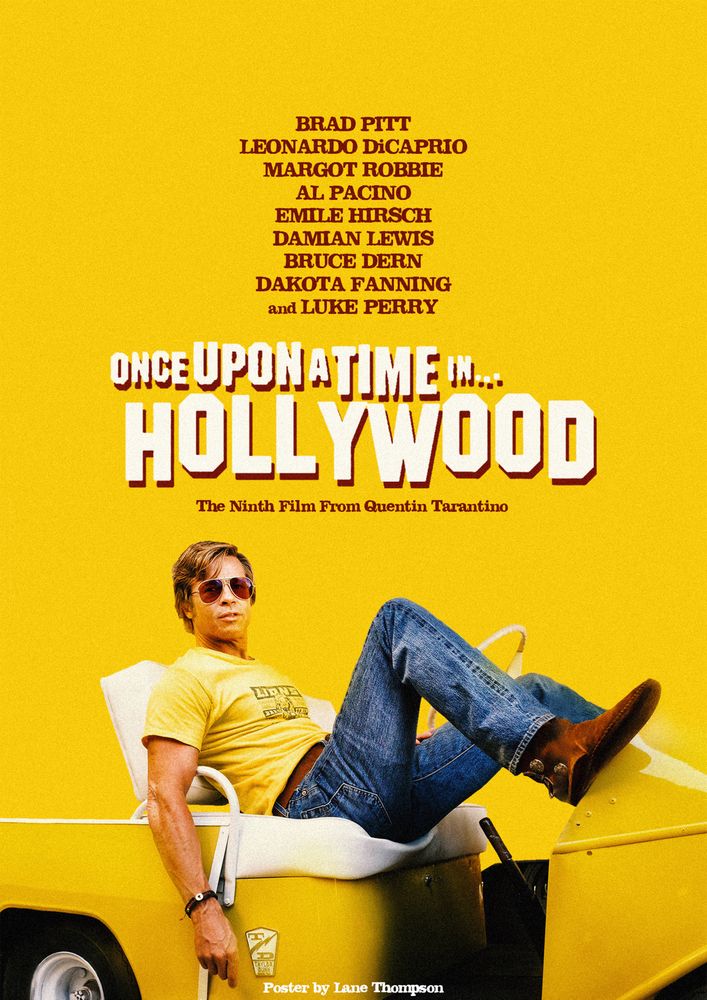 BRAD PITT
LEONARDO DiCAPRIO
MARGOT ROBBIE
AL PACINO
EMILE HIRSCH
DAMIAN LEWIS
BRUCE DERN
DAKOTA FANNING
and LUKE PERRY
ONCE UPON A TIME IN...
HOLLYWOOD
The Ninth Film From Quentin Tarantino
Poster by Lane Thompson